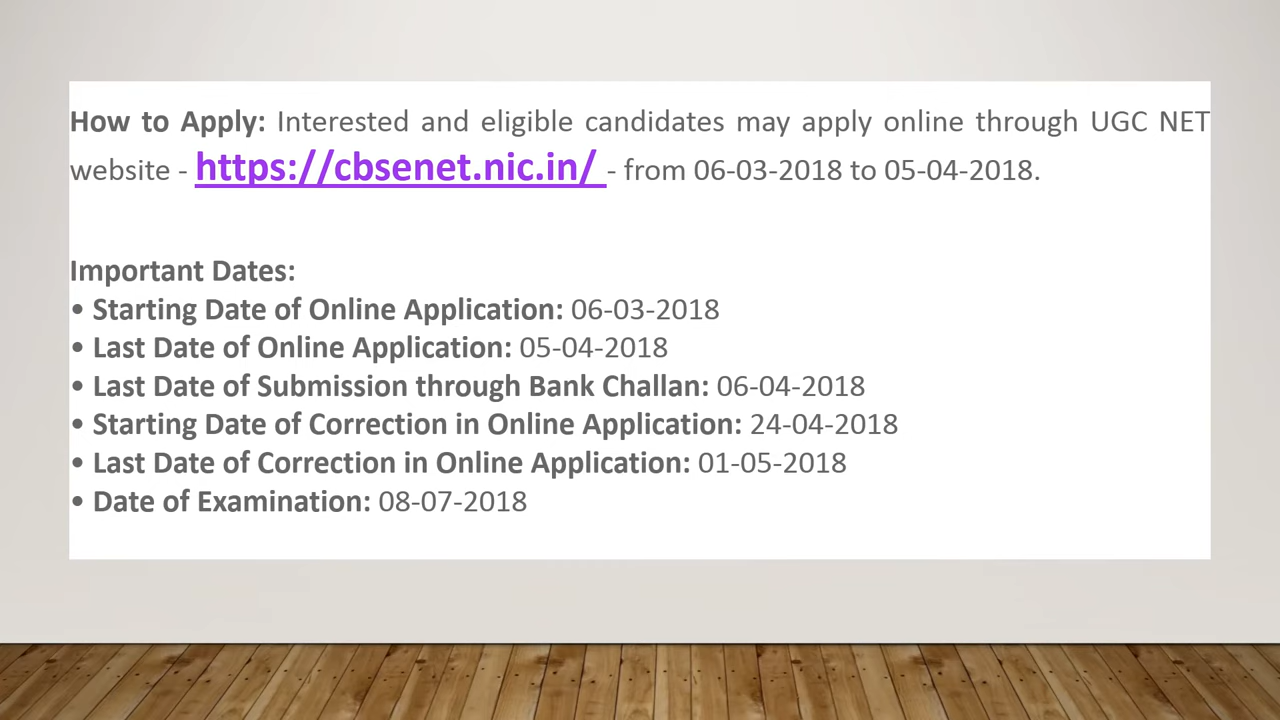 How to Apply: Interested and eligible candidates may apply online through UGC NET
website - https://cbsenet.nic.in/ - from 06-03-2018 to 05-04-2018.
Important Dates:
• Starting Date of Online Application: 06-03-2018
• Last Date of Online Application: 05-04-2018
• Last Date of Submission through Bank Challan: 06-04-2018
• Starting Date of Correction in Online Application: 24-04-2018
• Last Date of Correction in Online Application: 01-05-2018
• Date of Examination: 08-07-2018